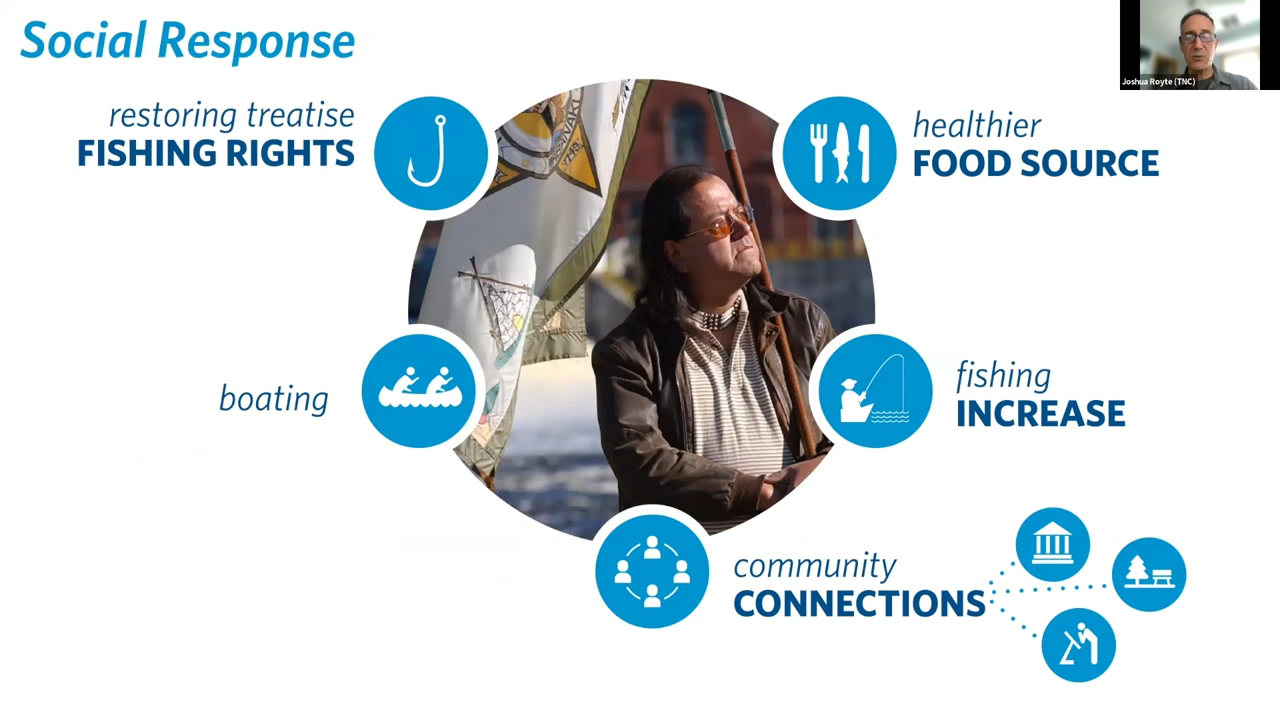 Social Response
Joshua Royte (TNC)
restoring treatise
FISHING RIGHTS
healthier
FOOD SOURCE
boating
fishing
INCREASE
community
CONNECTIONS